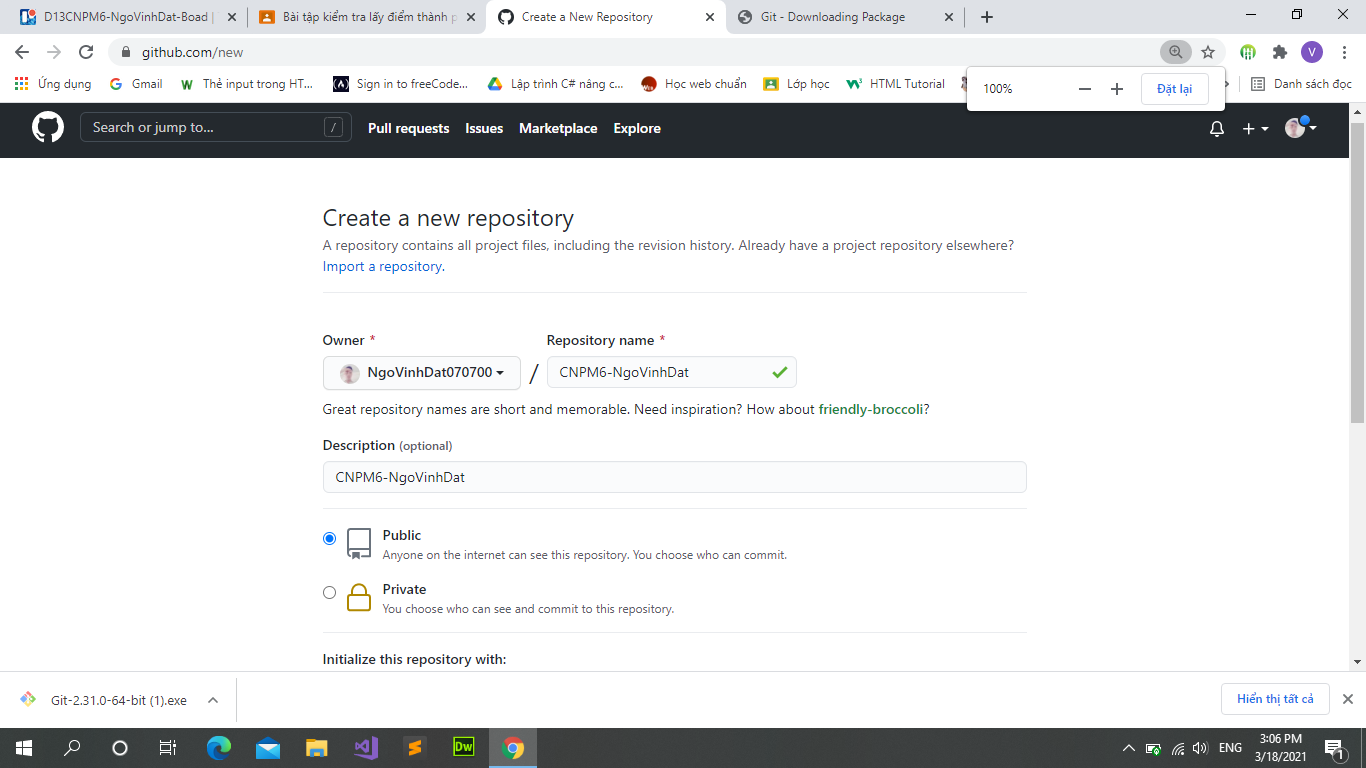 D13CNPM6-NgoVinhDat-Boad |
Bài tập kiểm tra lấy điểm thành p
Create a New Repository
Git - Downloading Package
github.com/new
V
Ứng dụng
Gmail
Thẻ input trong HT...
Sign in to freeCode...
Lập trình C# nâng c...
Học web chuẩn
Lớp học
HTML Tutorial
Danh sách đọc
100%
Đặt lại
Search or jump to...
/
Pull requests
Issues
Marketplace
Explore
Create a new repository
A repository contains all project files, including the revision history. Already have a project repository elsewhere?
Import a repository.
Owner *
Repository name *
NgoVinhDat070700
/
CNPM6-NgoVinhDat
Great repository names are short and memorable. Need inspiration? How about friendly-broccoli?
Description (optional)
CNPM6-NgoVinhDat
Public
Anyone on the internet can see this repository. You choose who can commit.
Private
You choose who can see and commit to this repository.
Initialize this repository with:
Git-2.31.0-64-bit (1).exe
Hiển thị tất cả
Dw
ENG
3:06 PM
3/18/2021
1